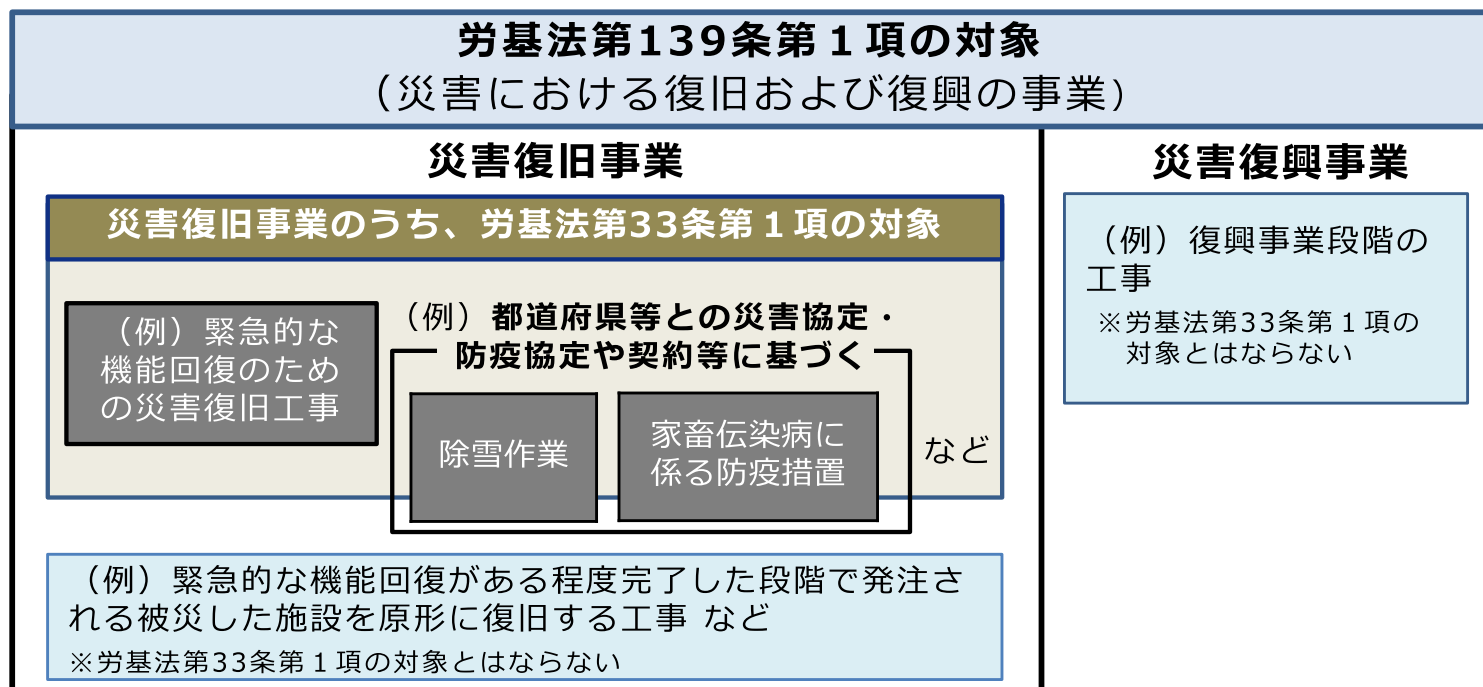 労基法第139条第１項の対象
（災害における復旧および復興の事業）
災害復旧事業
災害復旧事業のうち、労基法第33条第１項の対象
（例）緊急的な
機能回復のため
の災害復旧工事
（例）都道府県等との災害協定・
防疫協定や契約等に基づく
除雪作業
家畜伝染病に
係る防疫措置
など
（例）緊急的な機能回復がある程度完了した段階で発注さ
れる被災した施設を原形に復旧する工事 など
※労基法第33条第１項の対象とはならない
災害復興事業
（例）復興事業段階の
工事
※労基法第33条第１項の
対象とはならない